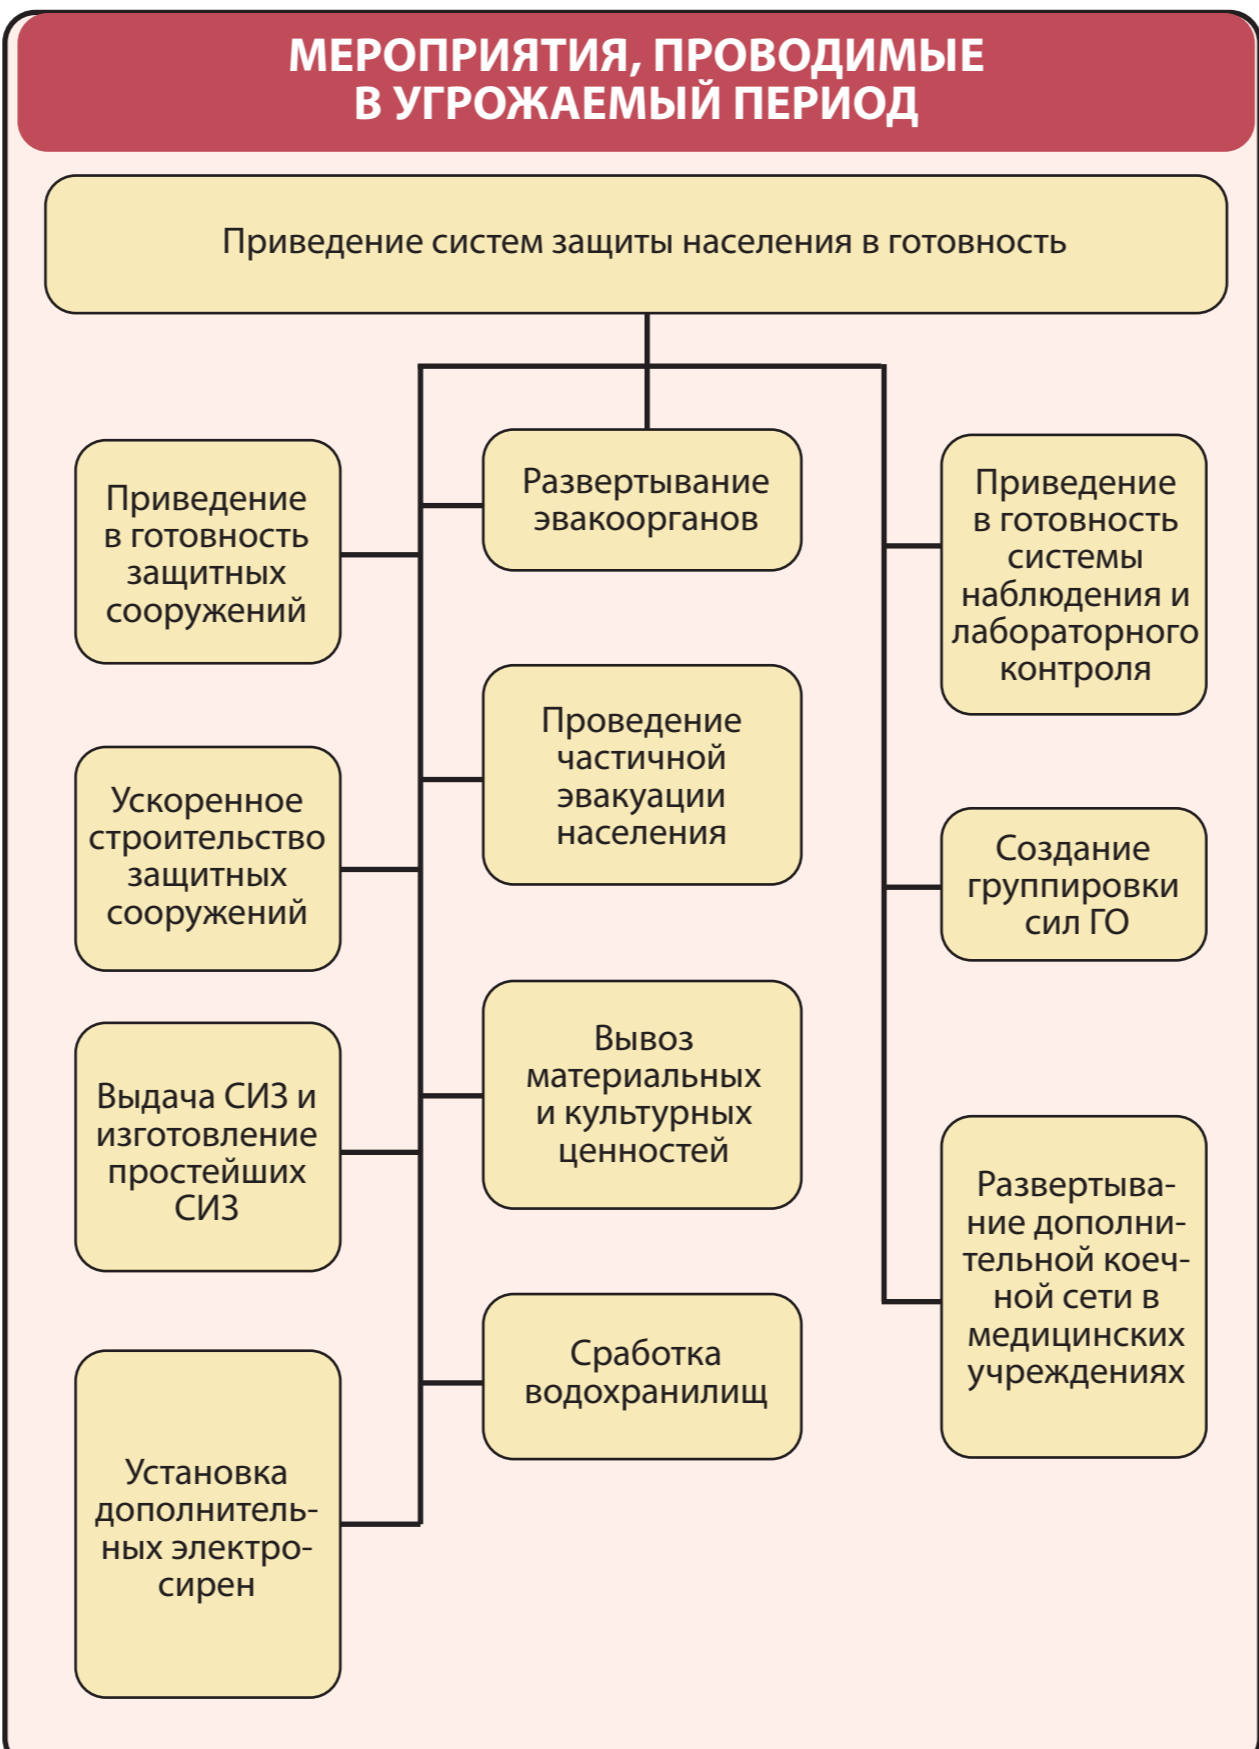 МЕРОПРИЯТИЯ, ПРОВОДИМЫЕ
В УГРОЖАЕМЫЙ ПЕРИОД
Приведение систем защиты населения в готовность
Приведение
в готовность
защитных
сооружений
Ускоренное
строительство
защитных
сооружений
Выдача СИЗ и
изготовление
простейших
СИЗ
Установка
дополнитель-
ных электро-
сирен
Развертывание
эвакоорганов
Проведение
частичной
эвакуации
населения
Вывоз
материальных
и культурных
ценностей
Сработка
водохранилищ
Приведение
в готовность
системы
наблюдения и
лабораторного
контроля
Создание
группировки
сил ГО
Развертыва-
ние дополни-
тельной коеч-
ной сети в
медицинских
учреждениях